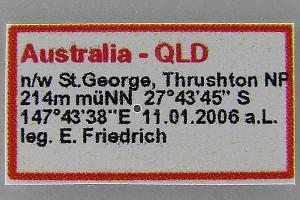 Australia - QLD
n/w St.George, Thrushton NP
214m müNN 27°43'45" S
147°43'38"E 11.01.2006 a.L.
leg. E. Friedrich